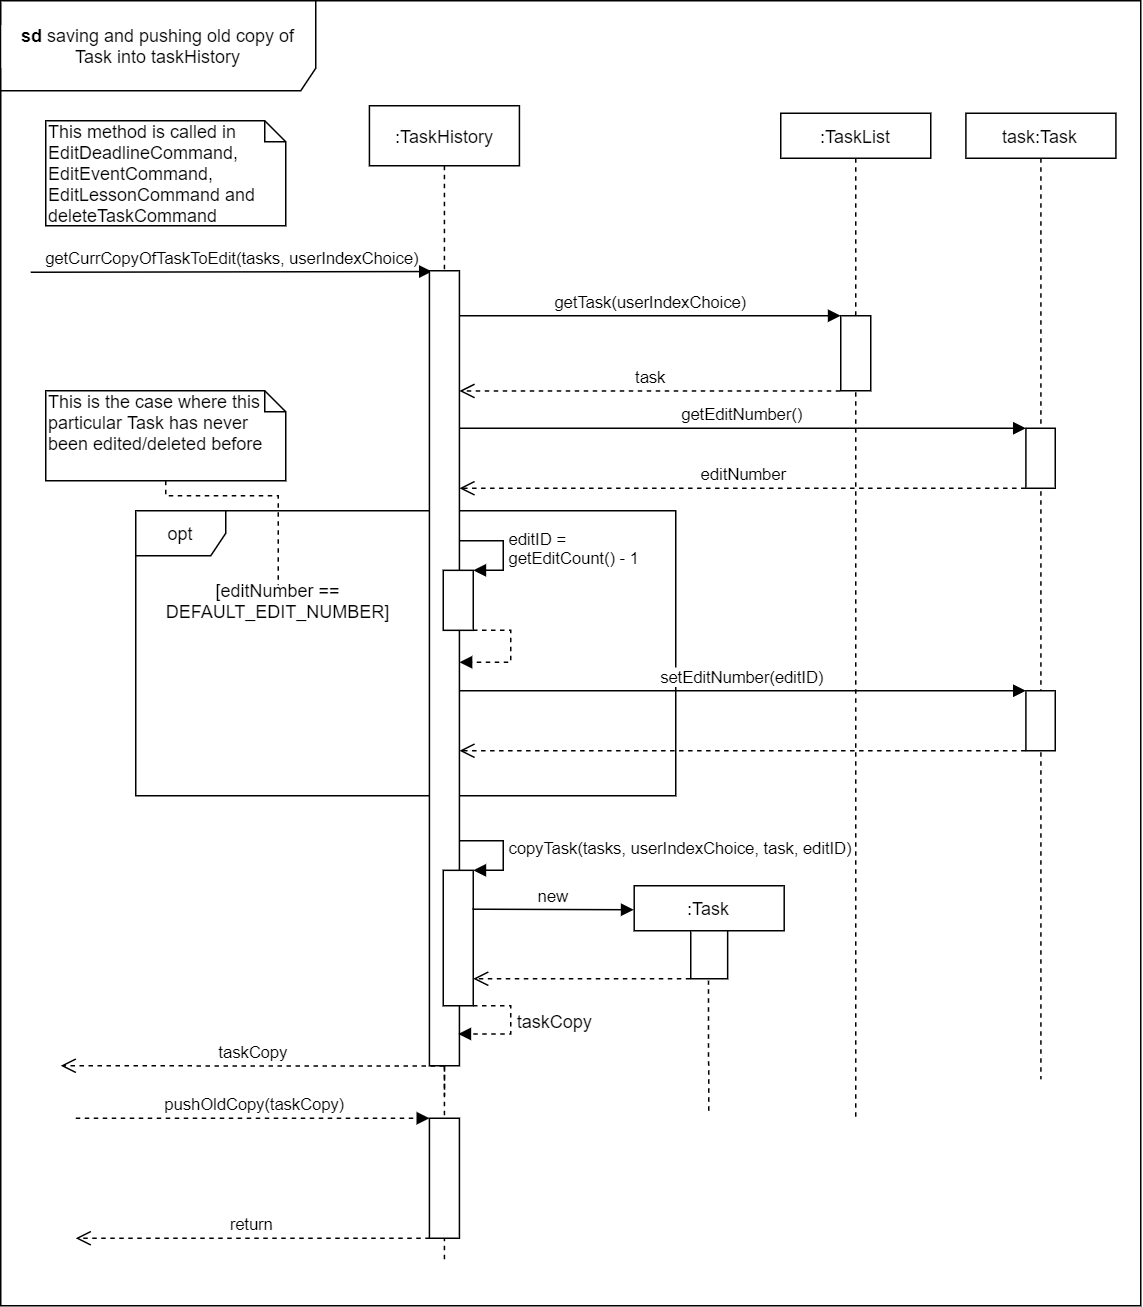 sd saving and pushing old copy of
Task into taskHistory
This method is called in
EditDeadlineCommand,
EditEventCommand,
EditLessonCommand and
deleteTaskCommand
:TaskHistory
:TaskList
task:Task
getCurrCopyOfTaskToEdit(tasks, userIndexChoice)
getTask(userIndexChoice)
task
This is the case where this
particular Task has never
been edited/deleted before
getEditNumber()
editNumber
opt
editID =
getEditCount() - 1
[editNumber ==
DEFAULT_EDIT_NUMBER]
setEditNumber(editID)
copyTask(tasks, userIndexChoice, task, editID)
new
:Task
taskCopy
taskCopy
pushOldCopy(taskCopy)
return